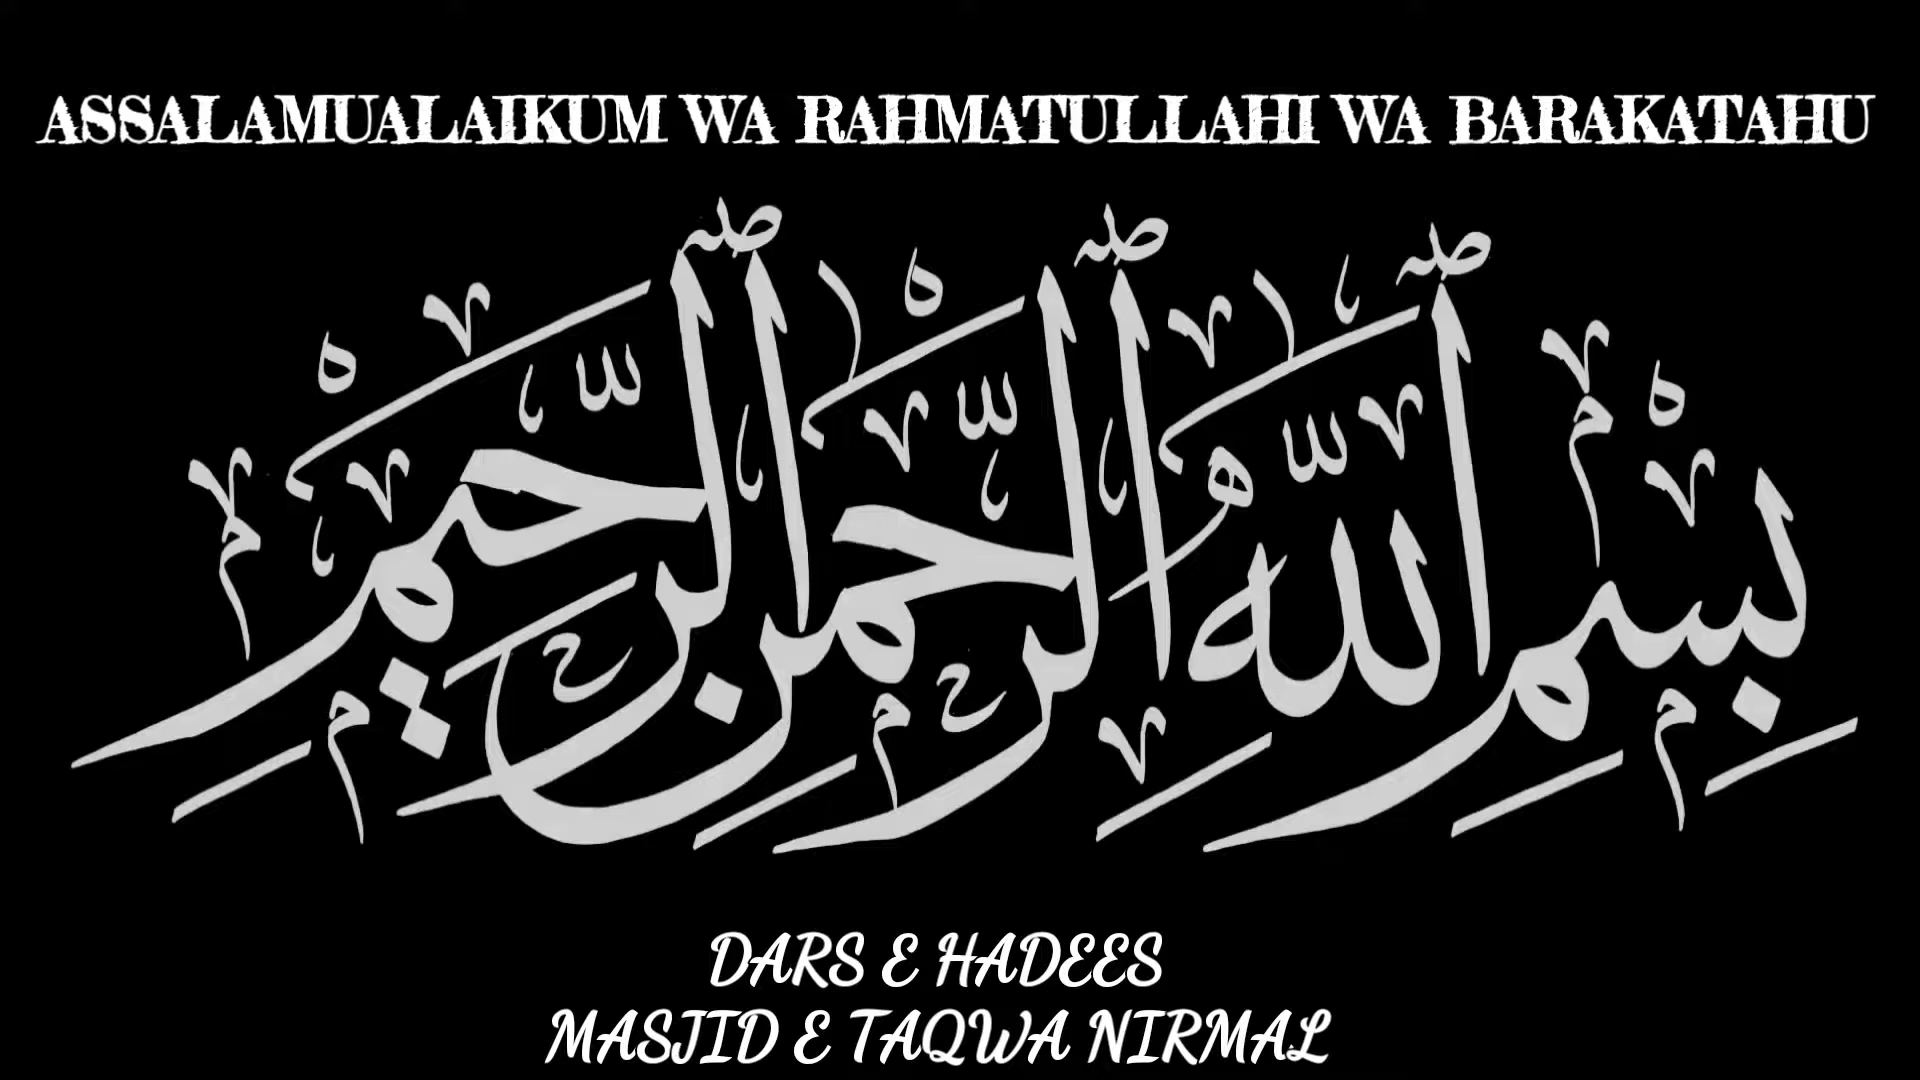 ASSALAMUALAIKUM WA RAHMATULLAHI WA BARAKATAHU
بِسْمِ اللَّهِ الرَّحْمَٰنِ الرَّحِيمِ
DARS E HADEES
MASJID E TAQWA NIRMAL